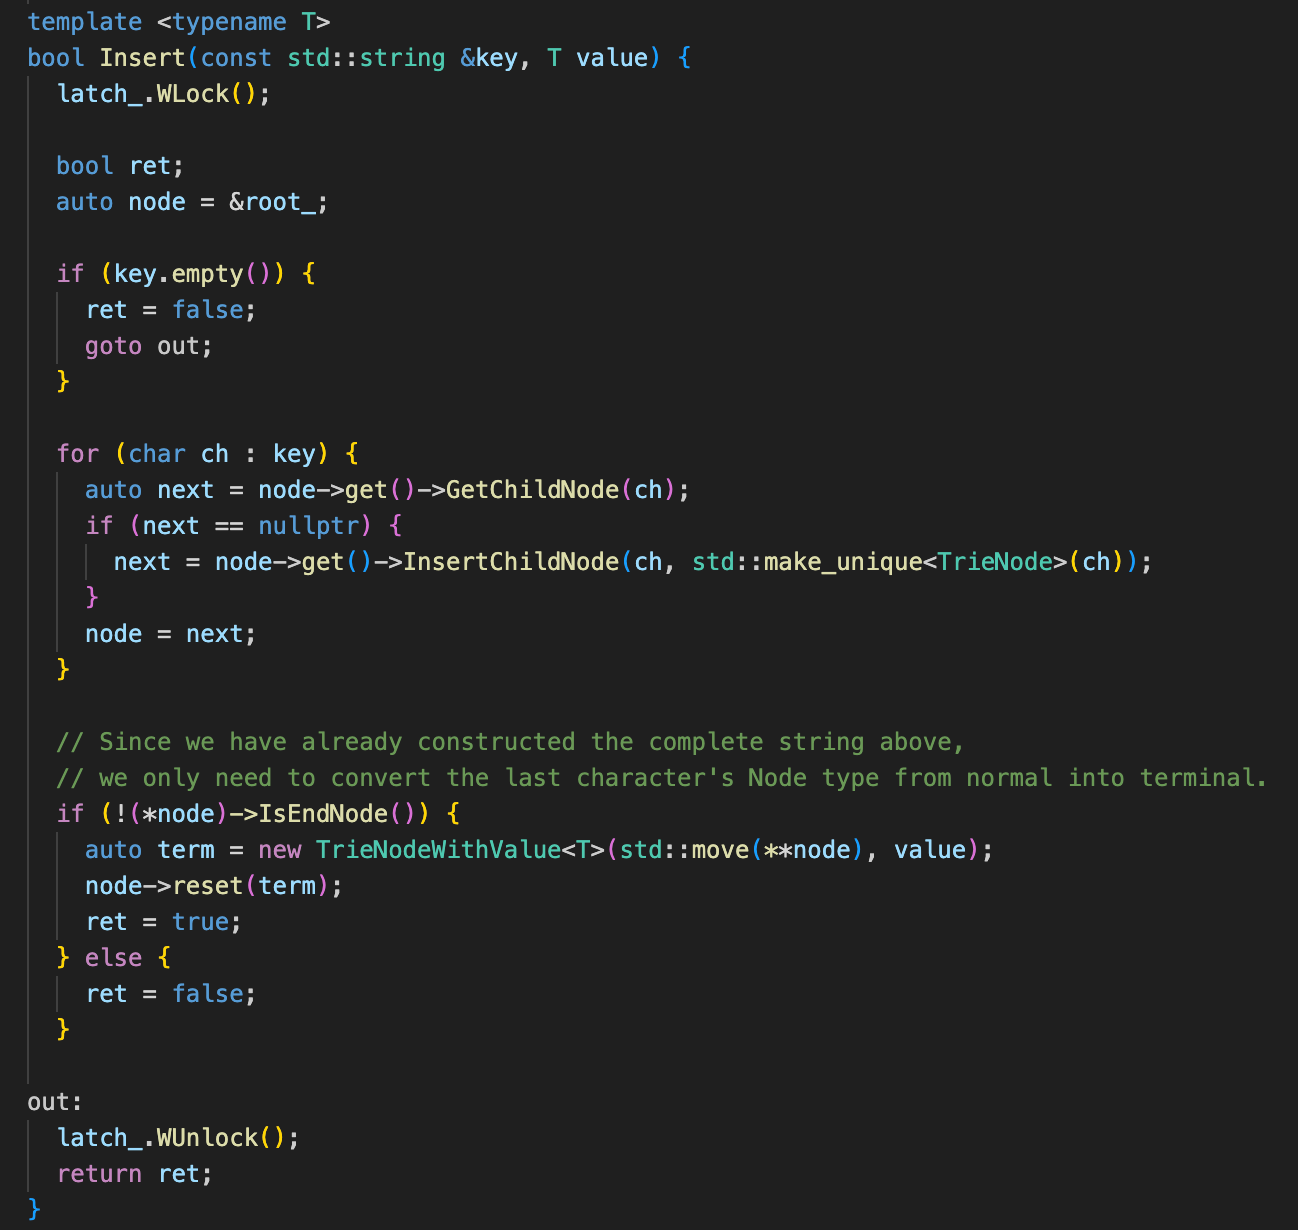 template <typename T>
bool Insert(const std::string &key, T value) {
  latch_.WLock();

  bool ret;
  auto node = &root_;

  if (key.empty()) {
    ret = false;
    goto out;
  }

  for (char ch : key) {
    auto next = node->get()->GetChildNode(ch);
    if (next == nullptr) {
      next = node->get()->InsertChildNode(ch, std::make_unique<TrieNode>(ch));
    }
    node = next;
  }

  // Since we have already constructed the complete string above,
  // we only need to convert the last character's Node type from normal into terminal.
  if (!(*node)->IsEndNode()) {
    auto term = new TrieNodeWithValue<T>(std::move(**node), value);
    node->reset(term);
    ret = true;
  } else {
    ret = false;
  }

out:
  latch_.WUnlock();
  return ret;
}